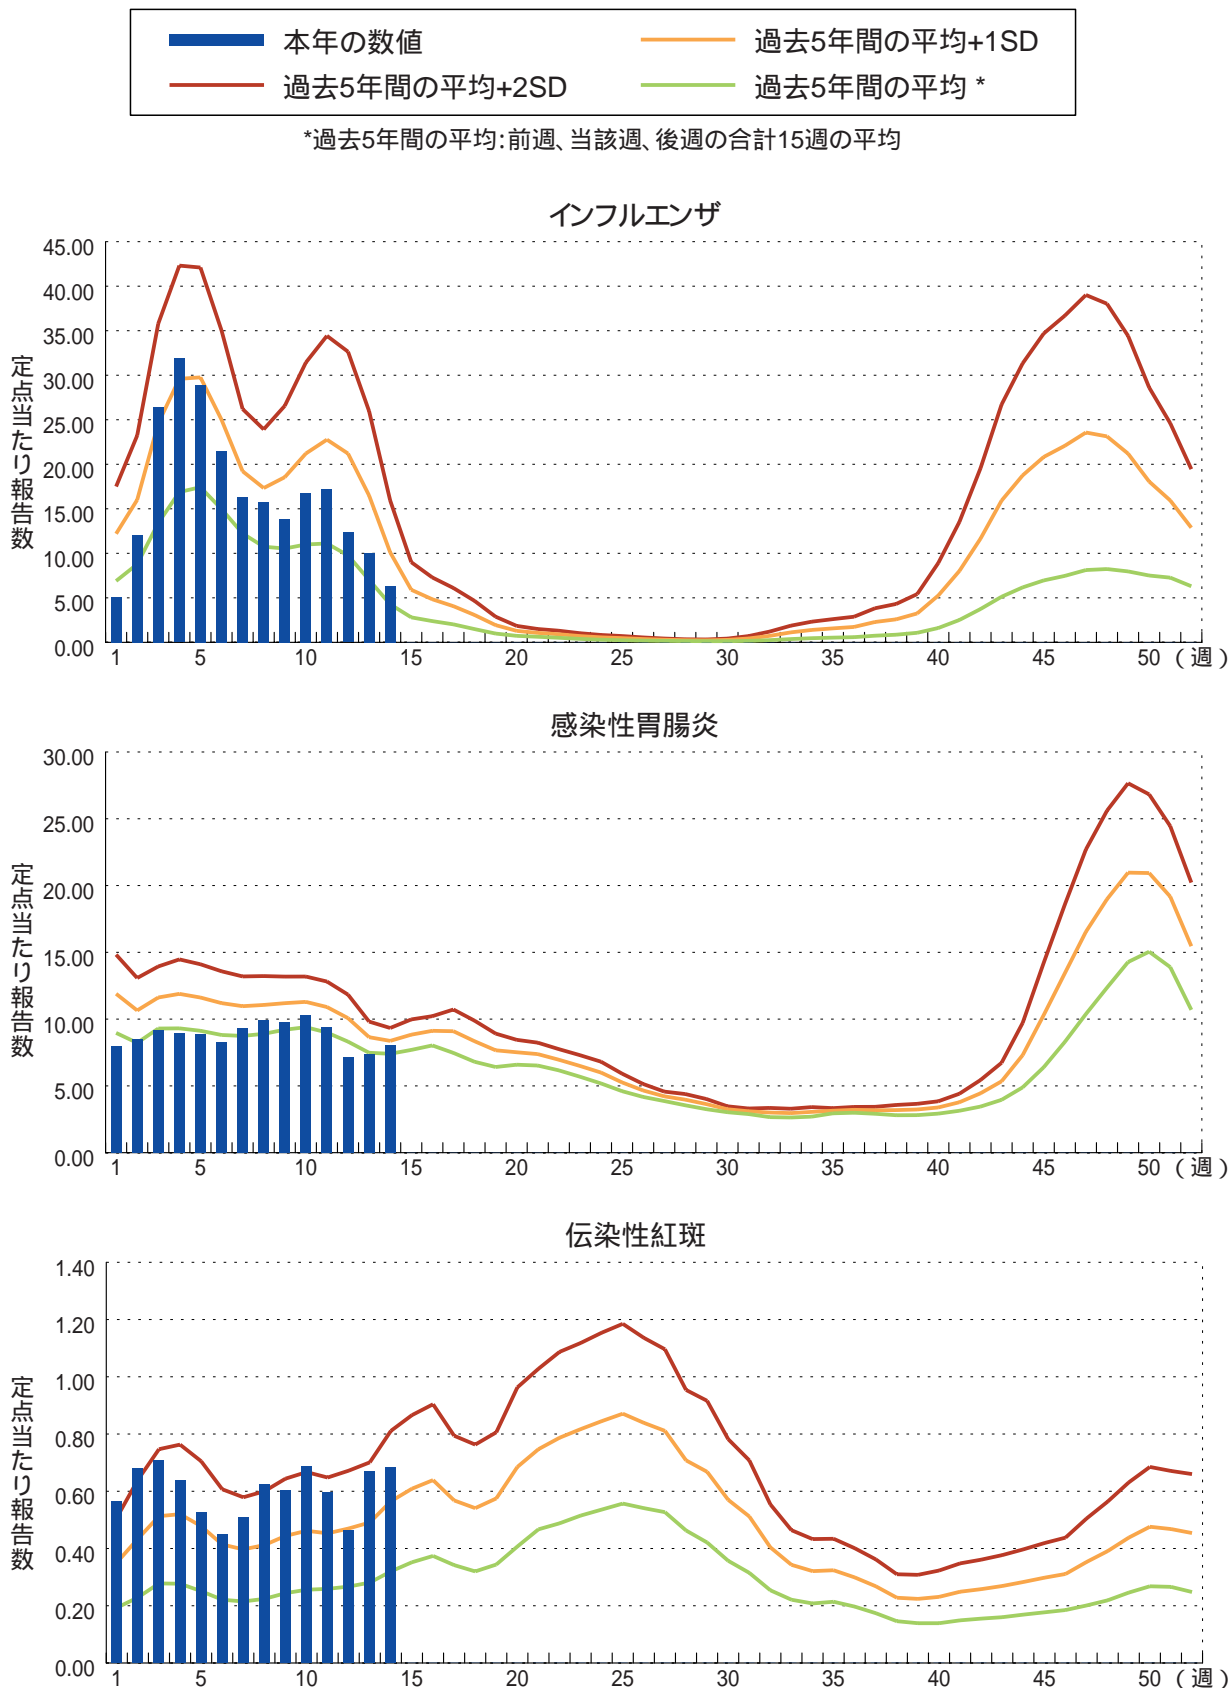 本年の数値
過去5年間の平均+1SD
過去5年間の平均+2SD
過去5年間の平均 *
*過去5年間の平均:前週、当該週、後週の合計15週の平均
インフルエンザ
定点当たり報告数
45.00
40.00
35.00
30.00
25.00
20.00
15.00
10.00
5.00
0.00
1 5 10 15 20 25 30 35 40 45 50 (週)
感染性胃腸炎
定点当たり報告数
30.00
25.00
20.00
15.00
10.00
5.00
0.00
1 5 10 15 20 25 30 35 40 45 50 (週)
伝染性紅斑
定点当たり報告数
1.40
1.20
1.00
0.80
0.60
0.40
0.20
0.00
1 5 10 15 20 25 30 35 40 45 50 (週)